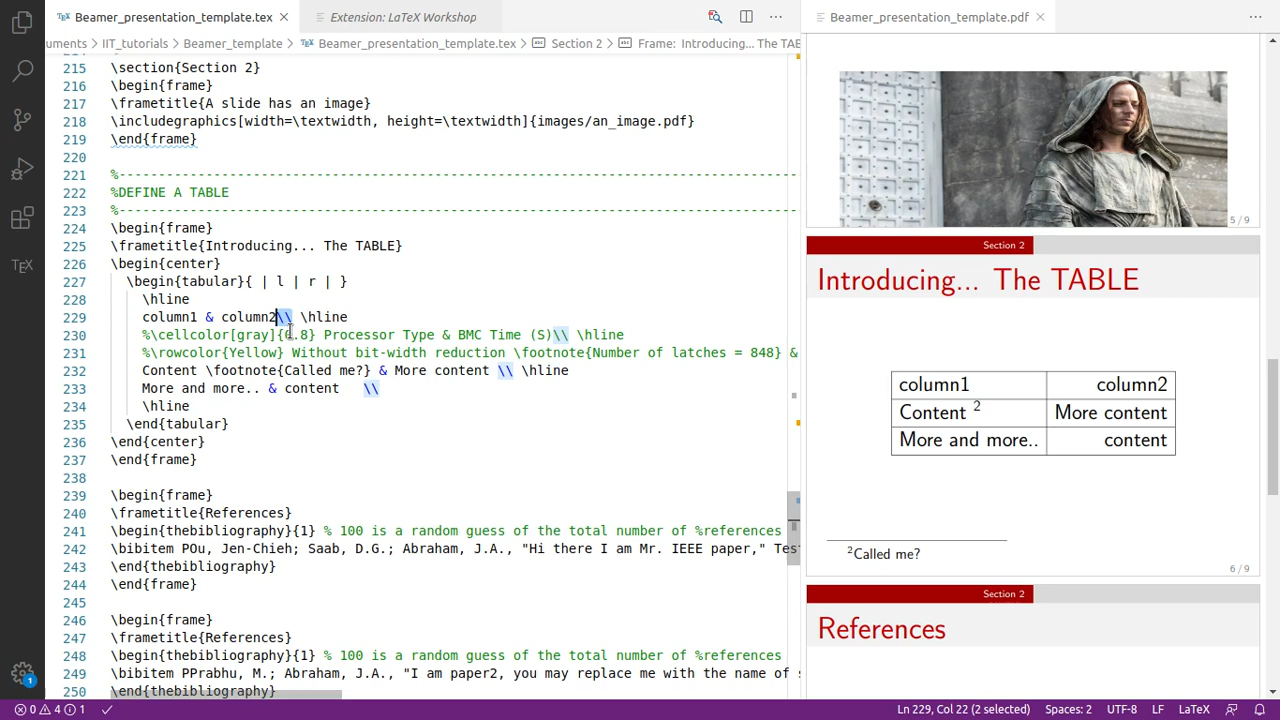 Beamer_presentation_template.tex
Extension: LaTeX Workshop
Beamer_presentation_template.pdf
uments > IIT_tutorials > Beamer_template > Beamer_presentation_template.tex > Section 2 > Frame: Introducing... The TAB
215 \section{Section 2}
216 \begin{frame}
217 \frametitle{A slide has an image}
218 \includegraphics[width=\textwidth, height=\textwidth]{images/an_image.pdf}
219 \end{frame}
220
221 %--------------------------------------------------------------------------------------
222 %DEFINE A TABLE
223 %--------------------------------------------------------------------------------------
224 \begin{frame}
225 \frametitle{Introducing... The TABLE}
226 \begin{center}
227 \begin{tabular}{ | l | r | }
228 \hline
229 column1 & column2\\ \hline
230 %\cellcolor[gray]{0.8} Processor Type & BMC Time (S)\\ \hline
231 %\rowcolor{Yellow} Without bit-width reduction \footnote{Number of latches = 848} &
232 Content \footnote{Called me?} & More content \\ \hline
233 More and more.. & content \\
234 \hline
235 \end{tabular}
236 \end{center}
237 \end{frame}
238
239 \begin{frame}
240 \frametitle{References}
241 \begin{thebibliography}{1} % 100 is a random guess of the total number of %references
242 \bibitem POu, Jen-Chieh; Saab, D.G.; Abraham, J.A., "Hi there I am Mr. IEEE paper," Tes
243 \end{thebibliography}
244 \end{frame}
245
246 \begin{frame}
247 \frametitle{References}
248 \begin{thebibliography}{1} % 100 is a random guess of the total number of %references
249 \bibitem PPrabhu, M.; Abraham, J.A., "I am paper2, you may replace me with the name of s
250 \end{thebibliography}
TEX
5 / 9
Section 2
Introducing... The TABLE
column1 column2
Content 2 More content
More and more.. content
2Called me?
6 / 9
Section 2
References
1
0 4 1
Ln 229, Col 22 (2 selected) Spaces: 2 UTF-8 LF LaTeX